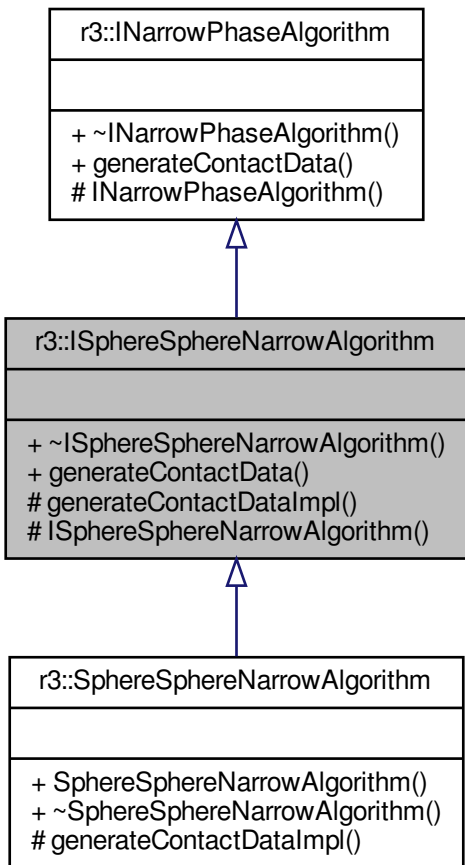 r3::INarrowPhaseAlgorithm
+ ~INarrowPhaseAlgorithm()
+ generateContactData()
# INarrowPhaseAlgorithm()
r3::ISphereSphereNarrowAlgorithm
+ ~ISphereSphereNarrowAlgorithm()
+ generateContactData()
# generateContactDataImpl()
# ISphereSphereNarrowAlgorithm()
r3::SphereSphereNarrowAlgorithm
+ SphereSphereNarrowAlgorithm()
+ ~SphereSphereNarrowAlgorithm()
# generateContactDataImpl()